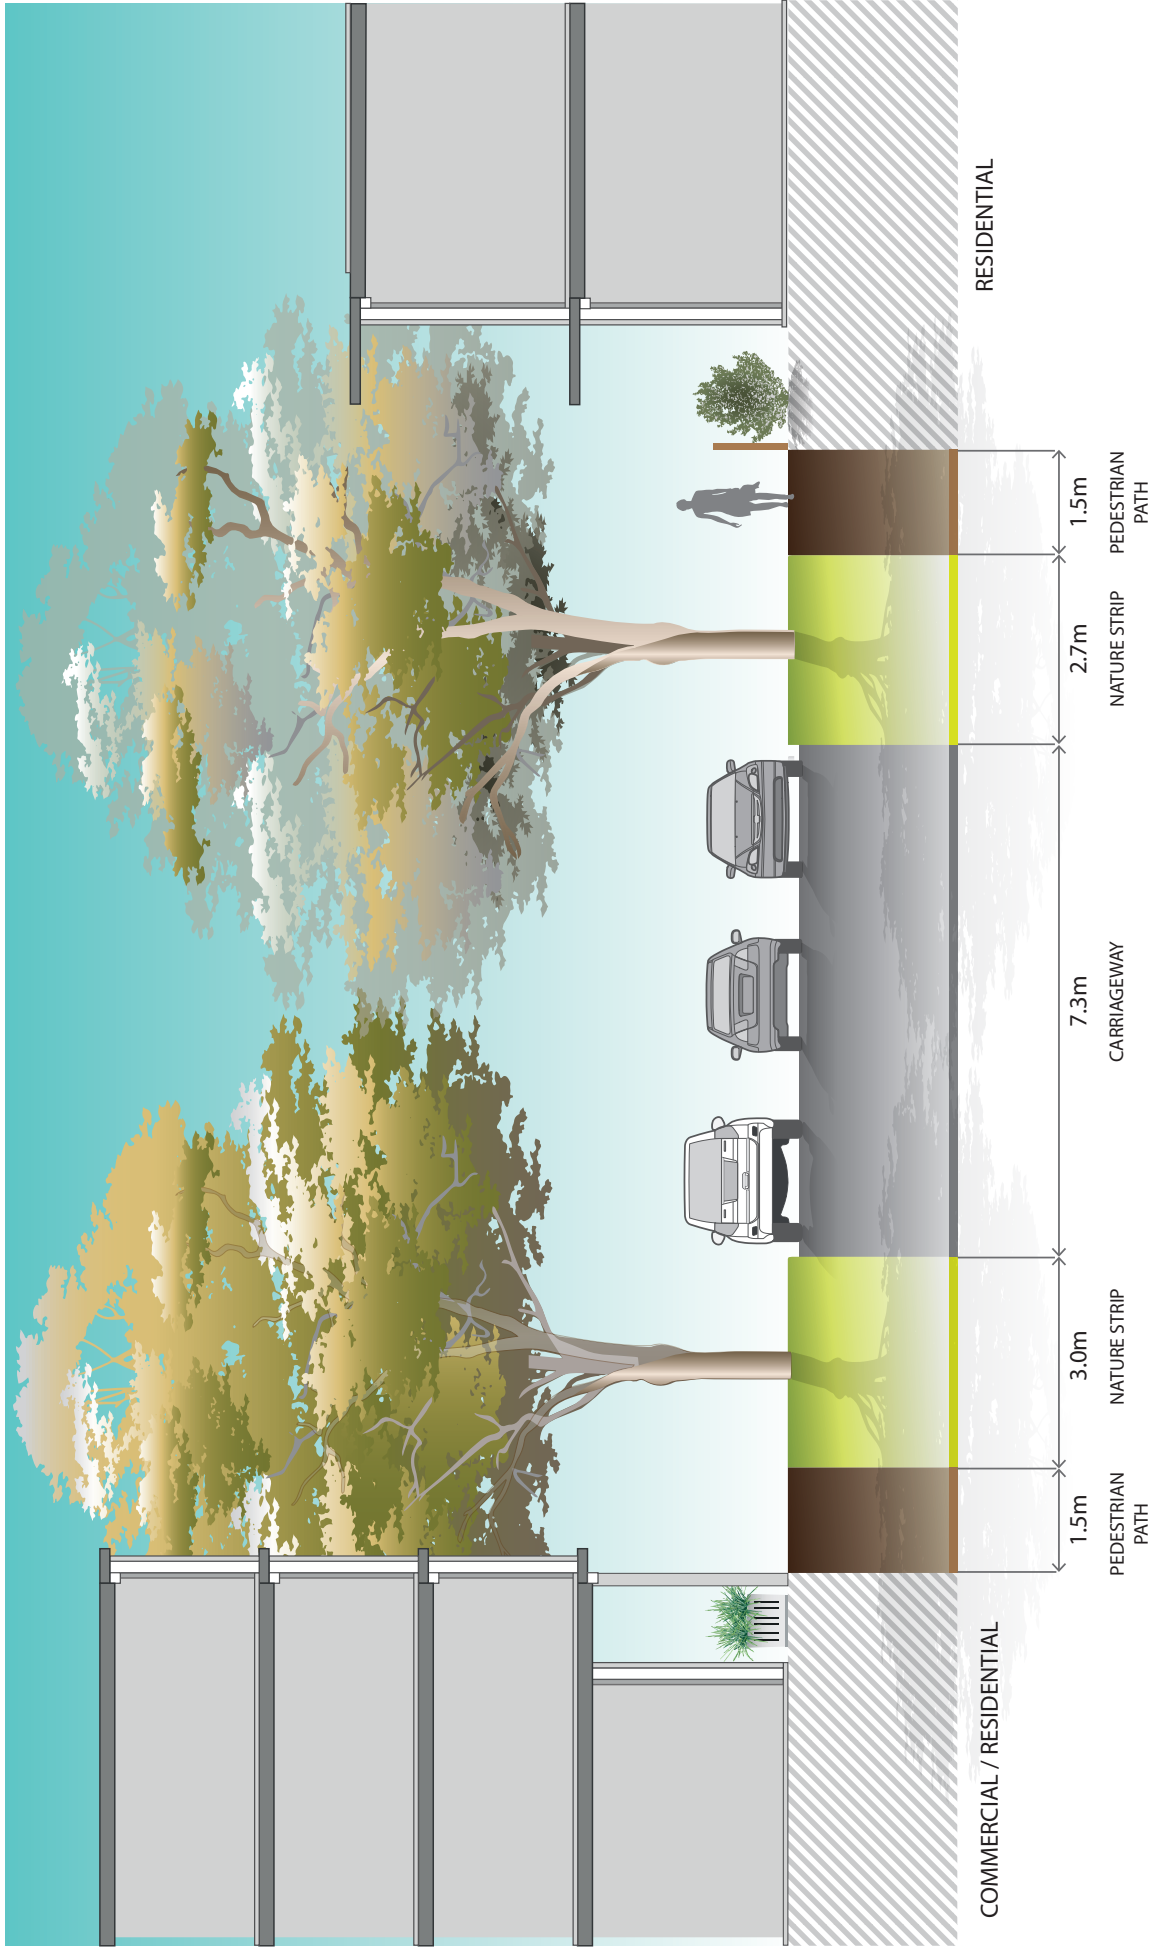 COMMERCIAL / RESIDENTIAL
RESIDENTIAL
1.5m
3.0m
7.3m
2.7m
1.5m
PEDESTRIAN
PATH
NATURE STRIP
CARRIAGEWAY
NATURE STRIP
PEDESTRIAN
PATH